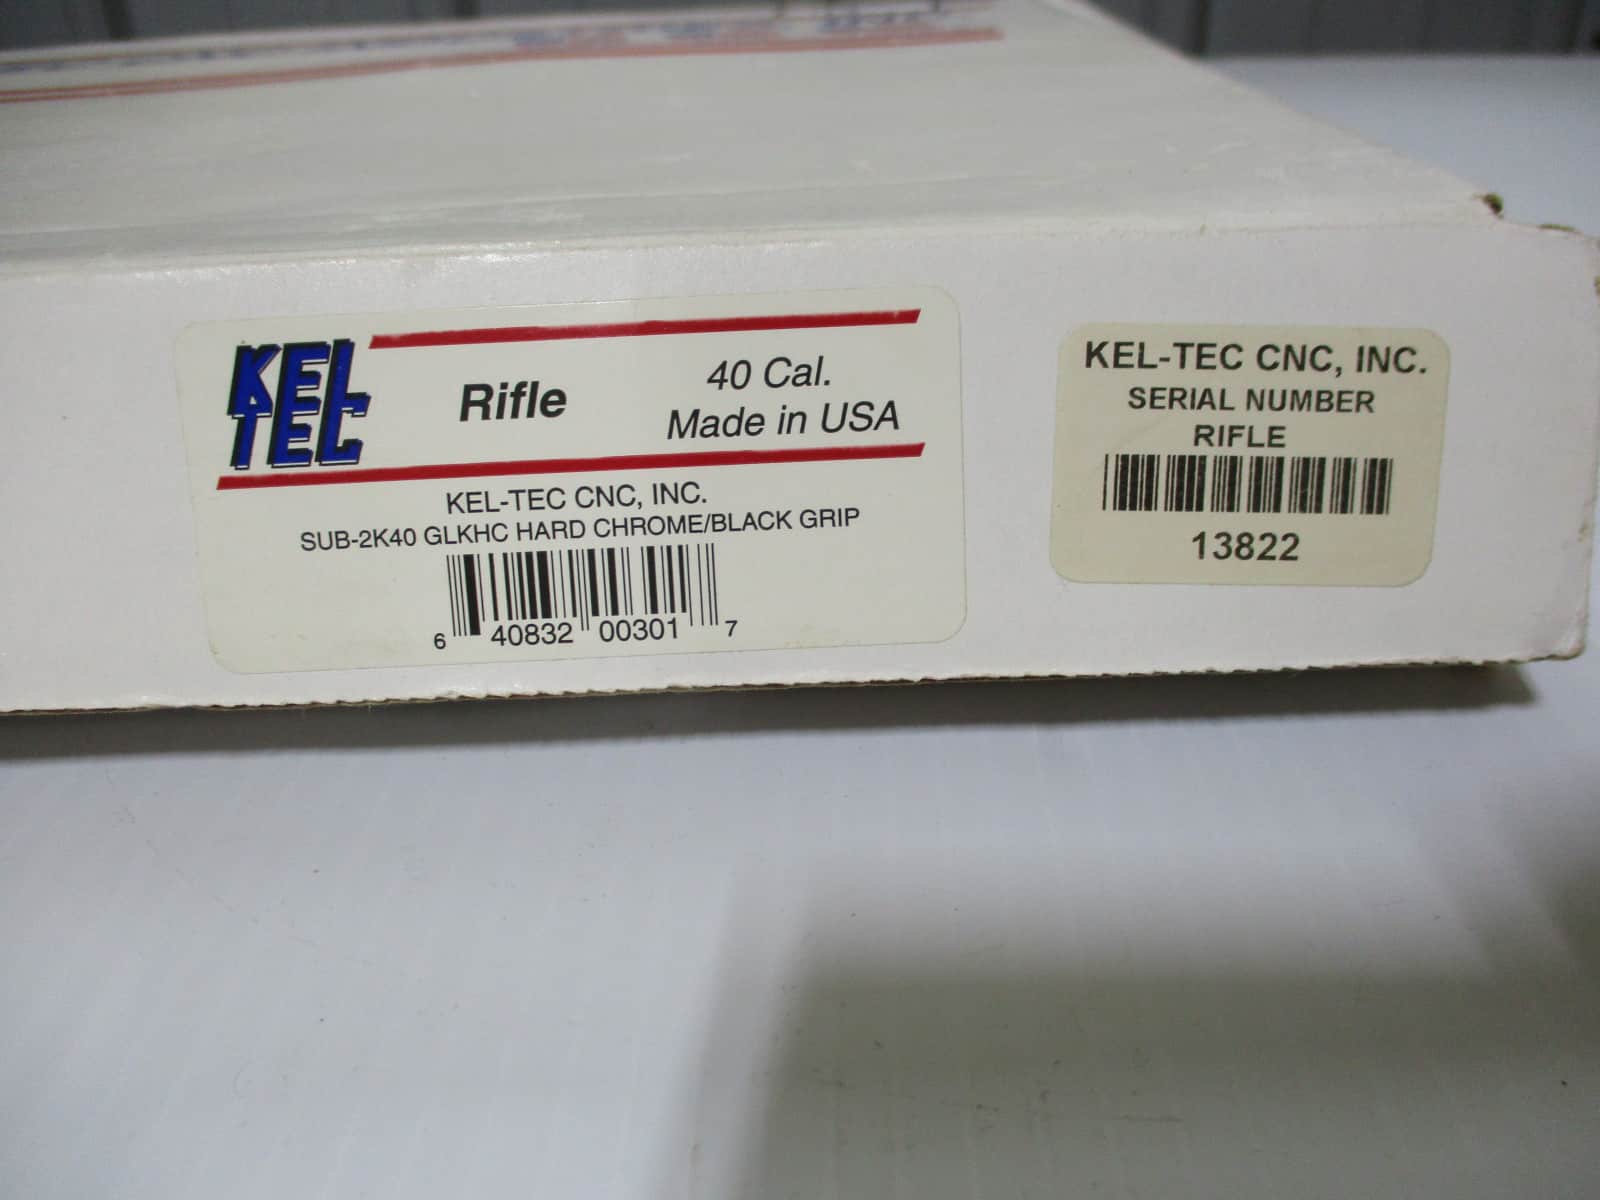 KEL
TEC
Rifle
40 Cal.
Made in USA
KEL-TEC CNC, INC.
SUB-2K40 GLKHC HARD CHROME/BLACK GRIP
6 40832 00301 7
KEL-TEC CNC, INC.
SERIAL NUMBER
RIFLE
13822